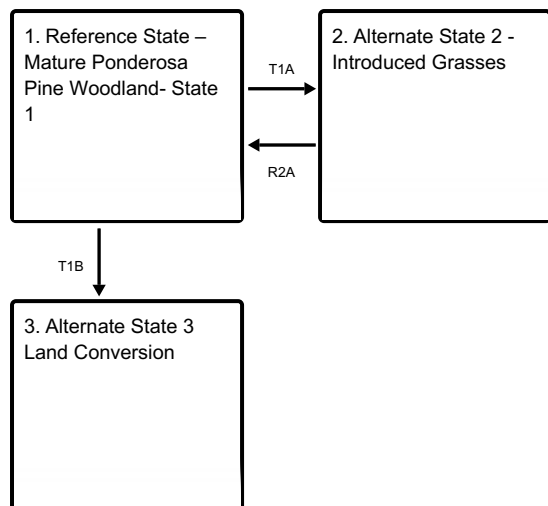 1. Reference State –
Mature Ponderosa
Pine Woodland- State
1
T1A
2. Alternate State 2 -
Introduced Grasses
R2A
T1B
3. Alternate State 3
Land Conversion